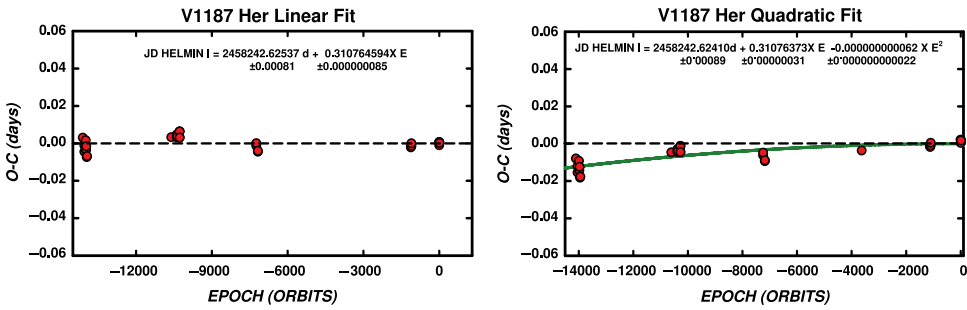 V1187 Her Linear Fit
JD HELMIN I = 2458242.62537 d + 0.310764594X E
±0.00081 ±0.000000085
0.06
0.04
0.02
0.00
−0.02
−0.04
−0.06
O-C (days)
−12000 −9000 −6000 −3000 0
EPOCH (ORBITS)
V1187 Her Quadratic Fit
JD HELMIN I = 2458242.62410d + 0.31076373X E -0.000000000062 X E²
±0.00089 ±0.00000031 ±0.000000000022
0.06
0.04
0.02
0.00
−0.02
−0.04
−0.06
O-C (days)
−14000 −12000 −10000 −8000 −6000 −4000 −2000 0
EPOCH (ORBITS)